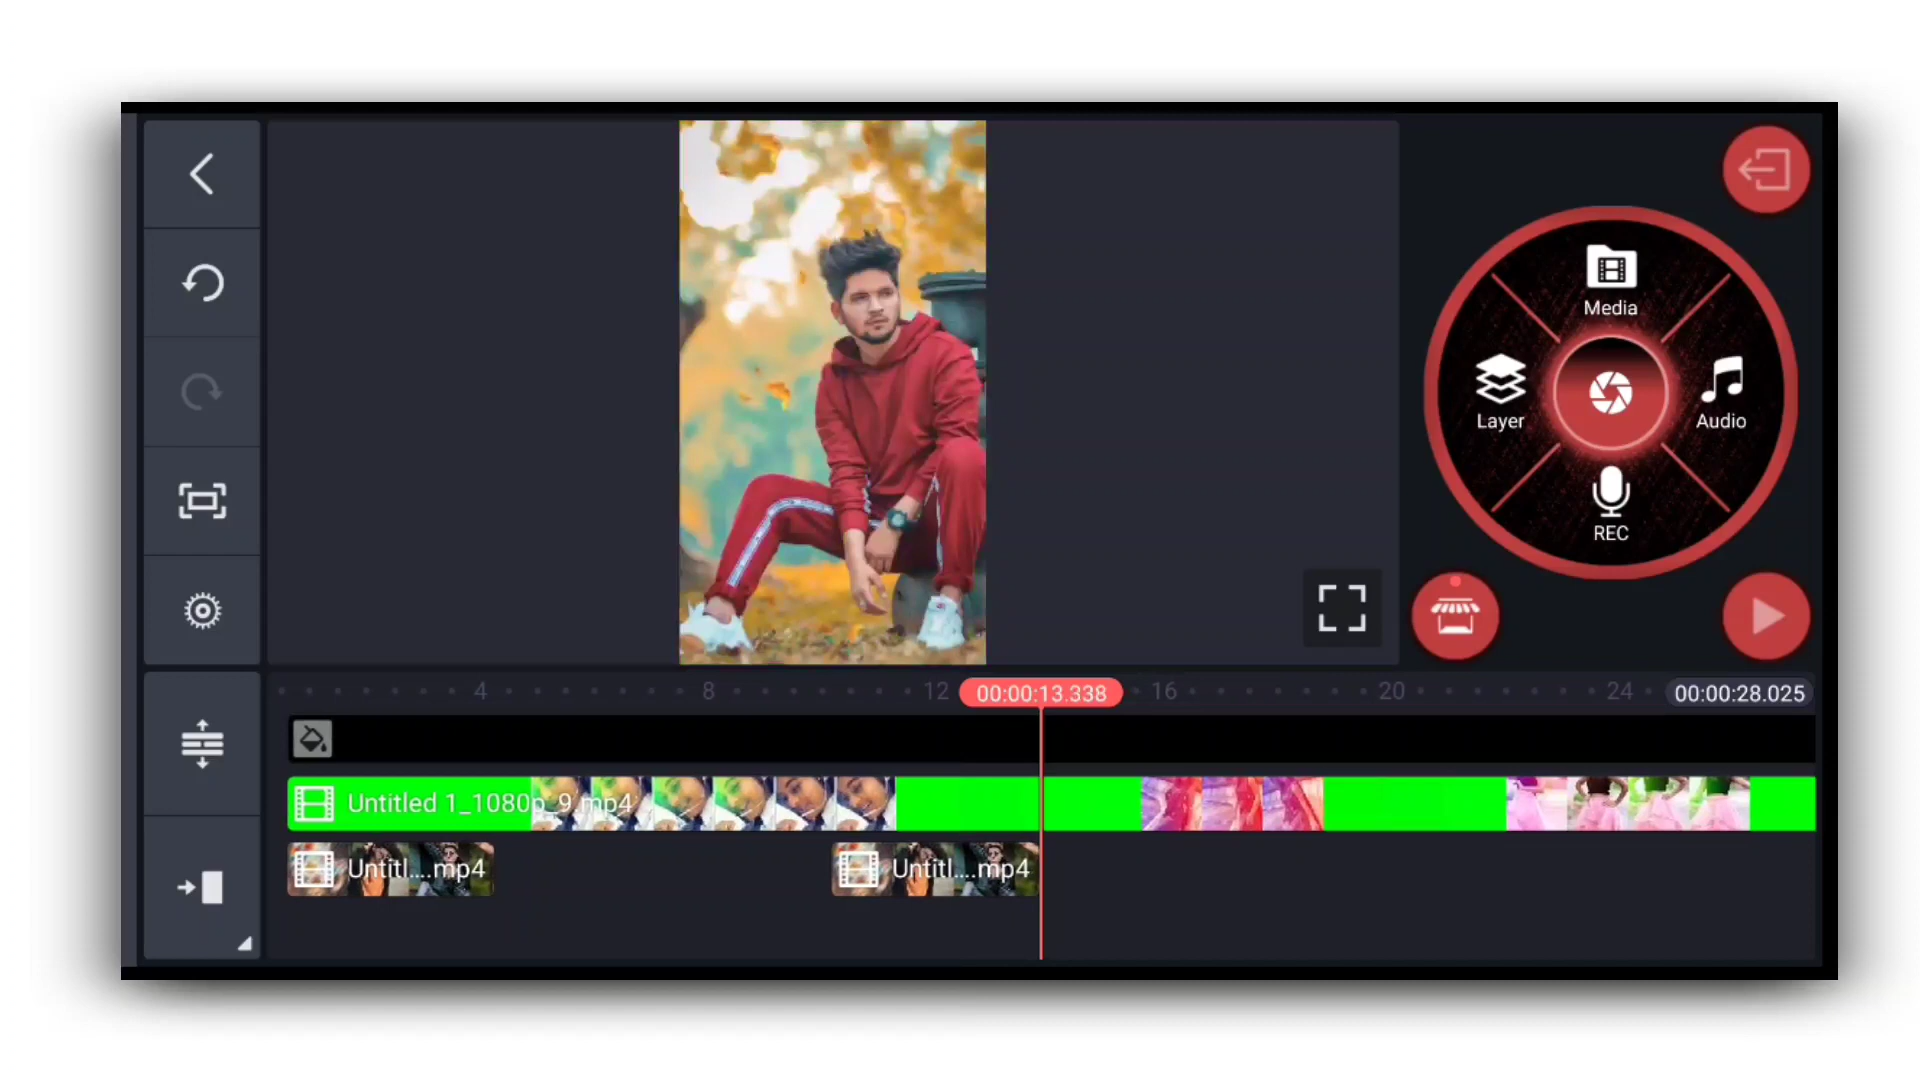 Media
Layer
Audio
REC
4
8
12
00:00:13.338
16
20
24
00:00:28.025
Untitled 1_1080p_9.mp4
Untitl....mp4
Untitl....mp4